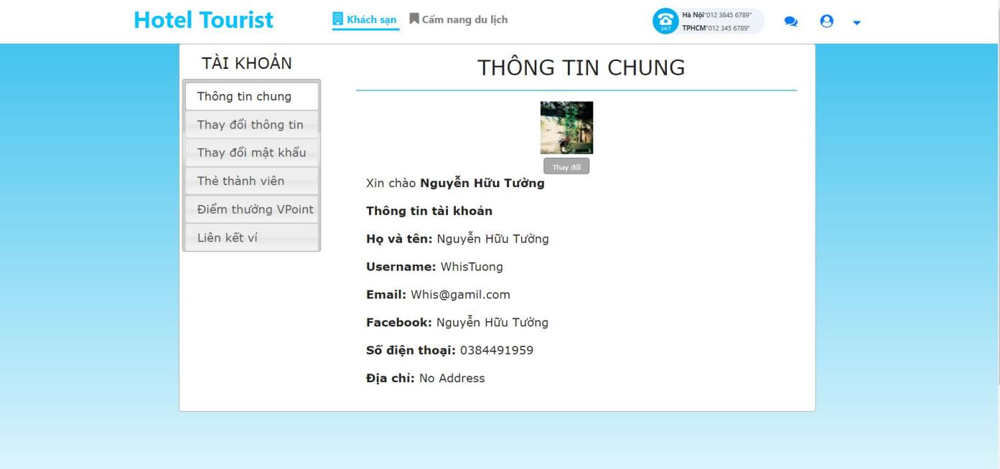 Hotel Tourist
Khách sạn
Cẩm nang du lịch
24/7
Hà Nội"012 3845 6789"
TPHCM"012 345 6789"
TÀI KHOẢN
Thông tin chung
Thay đổi thông tin
Thay đổi mật khẩu
Thẻ thành viên
Điểm thưởng VPoint
Liên kết ví
THÔNG TIN CHUNG
Thay đổi
Xin chào Nguyễn Hữu Tường
Thông tin tài khoản
Họ và tên: Nguyễn Hữu Tường
Username: WhisTuong
Email: Whis@gamil.com
Facebook: Nguyễn Hữu Tường
Số điện thoại: 0384491959
Địa chỉ: No Address